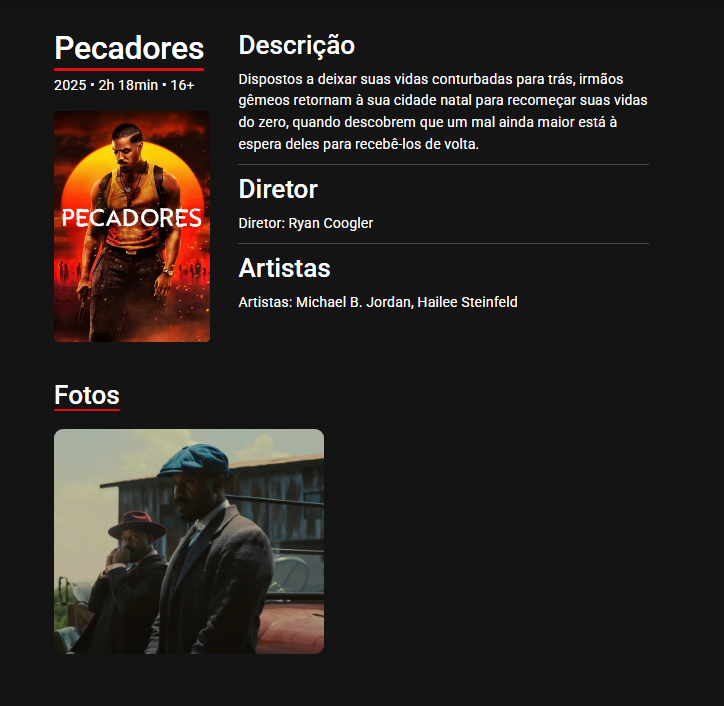 Pecadores
2025 • 2h 18min • 16+
PECADORES
Descrição
Dispostos a deixar suas vidas conturbadas para trás, irmãos
gêmeos retornam à sua cidade natal para recomeçar suas vidas
do zero, quando descobrem que um mal ainda maior está à
espera deles para recebê-los de volta.
Diretor
Diretor: Ryan Coogler
Artistas
Artistas: Michael B. Jordan, Hailee Steinfeld
Fotos